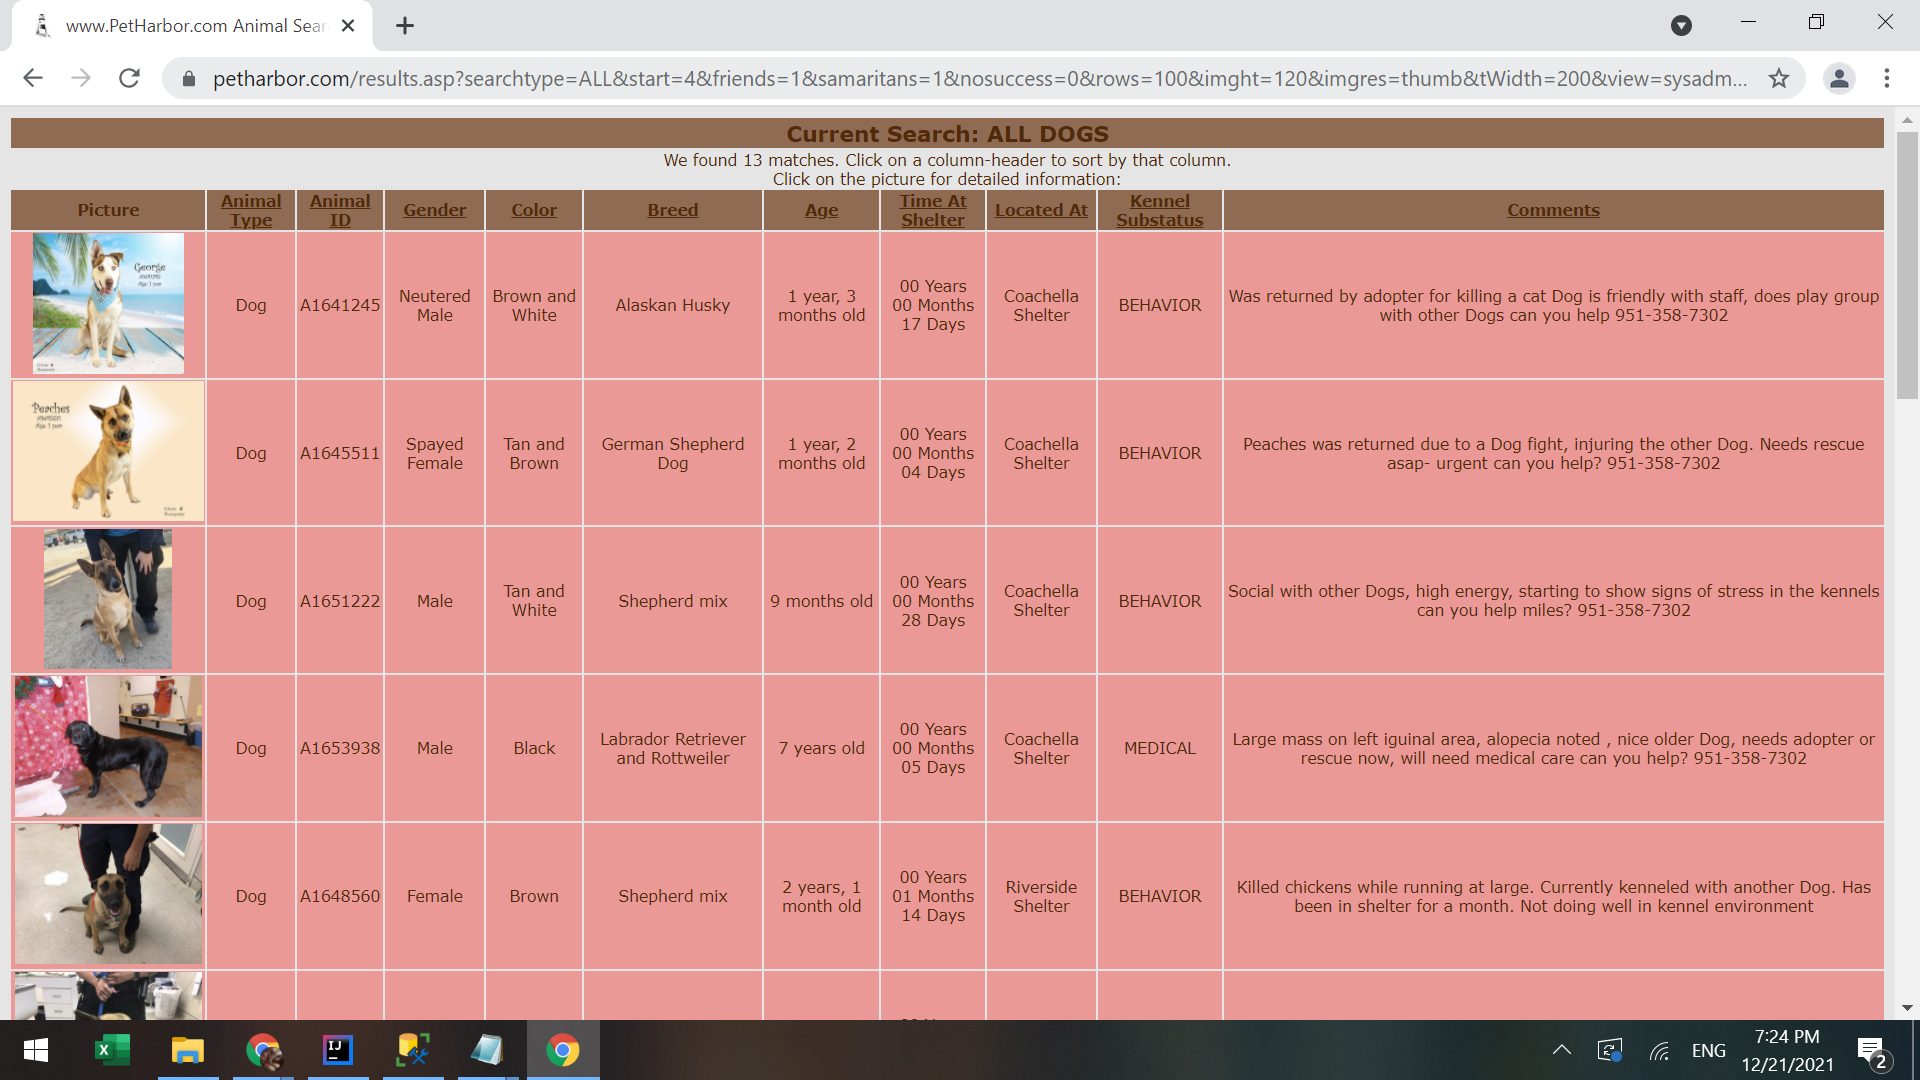 www.PetHarbor.com Animal Sear
petharbor.com/results.asp?searchtype=ALL&start=4&friends=1&samaritans=1&nosuccess=0&rows=100&imght=120&imgres=thumb&tWidth=200&view=sysadm...
Current Search: ALL DOGS
We found 13 matches. Click on a column-header to sort by that column.
Click on the picture for detailed information:
Picture
Animal
Type
Animal
ID
Gender
Color
Breed
Age
Time At
Shelter
Located At
Kennel
Substatus
Comments
George
Age: 1 year
Dog
A1641245
Neutered
Male
Brown and
White
Alaskan Husky
1 year, 3
months old
00 Years
00 Months
17 Days
Coachella
Shelter
BEHAVIOR
Was returned by adopter for killing a cat Dog is friendly with staff, does play group
with other Dogs can you help 951-358-7302
Peaches
Age: 1 year
Dog
A1645511
Spayed
Female
Tan and
Brown
German Shepherd
Dog
1 year, 2
months old
00 Years
00 Months
04 Days
Coachella
Shelter
BEHAVIOR
Peaches was returned due to a Dog fight, injuring the other Dog. Needs rescue
asap- urgent can you help? 951-358-7302
Dog
A1651222
Male
Tan and
White
Shepherd mix
9 months old
00 Years
00 Months
28 Days
Coachella
Shelter
BEHAVIOR
Social with other Dogs, high energy, starting to show signs of stress in the kennels
can you help miles? 951-358-7302
Dog
A1653938
Male
Black
Labrador Retriever
and Rottweiler
7 years old
00 Years
00 Months
05 Days
Coachella
Shelter
MEDICAL
Large mass on left iguinal area, alopecia noted , nice older Dog, needs adopter or
rescue now, will need medical care can you help? 951-358-7302
Dog
A1648560
Female
Brown
Shepherd mix
2 years, 1
month old
00 Years
01 Months
14 Days
Riverside
Shelter
BEHAVIOR
Killed chickens while running at large. Currently kenneled with another Dog. Has
been in shelter for a month. Not doing well in kennel environment
IJ
ENG
7:24 PM
12/21/2021
2